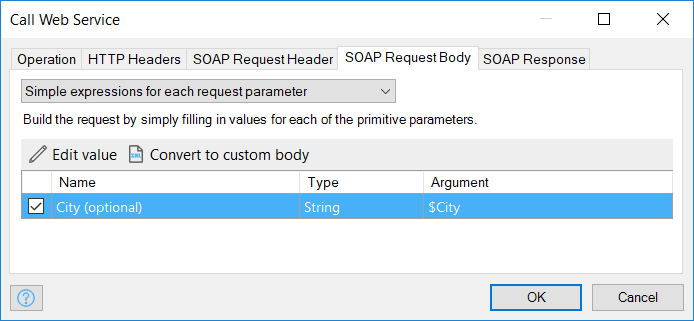 Call Web Service
Operation HTTP Headers SOAP Request Header SOAP Request Body SOAP Response
Simple expressions for each request parameter
Build the request by simply filling in values for each of the primitive parameters.
Edit value Convert to custom body
Name Type Argument
City (optional) String $City
? OK Cancel